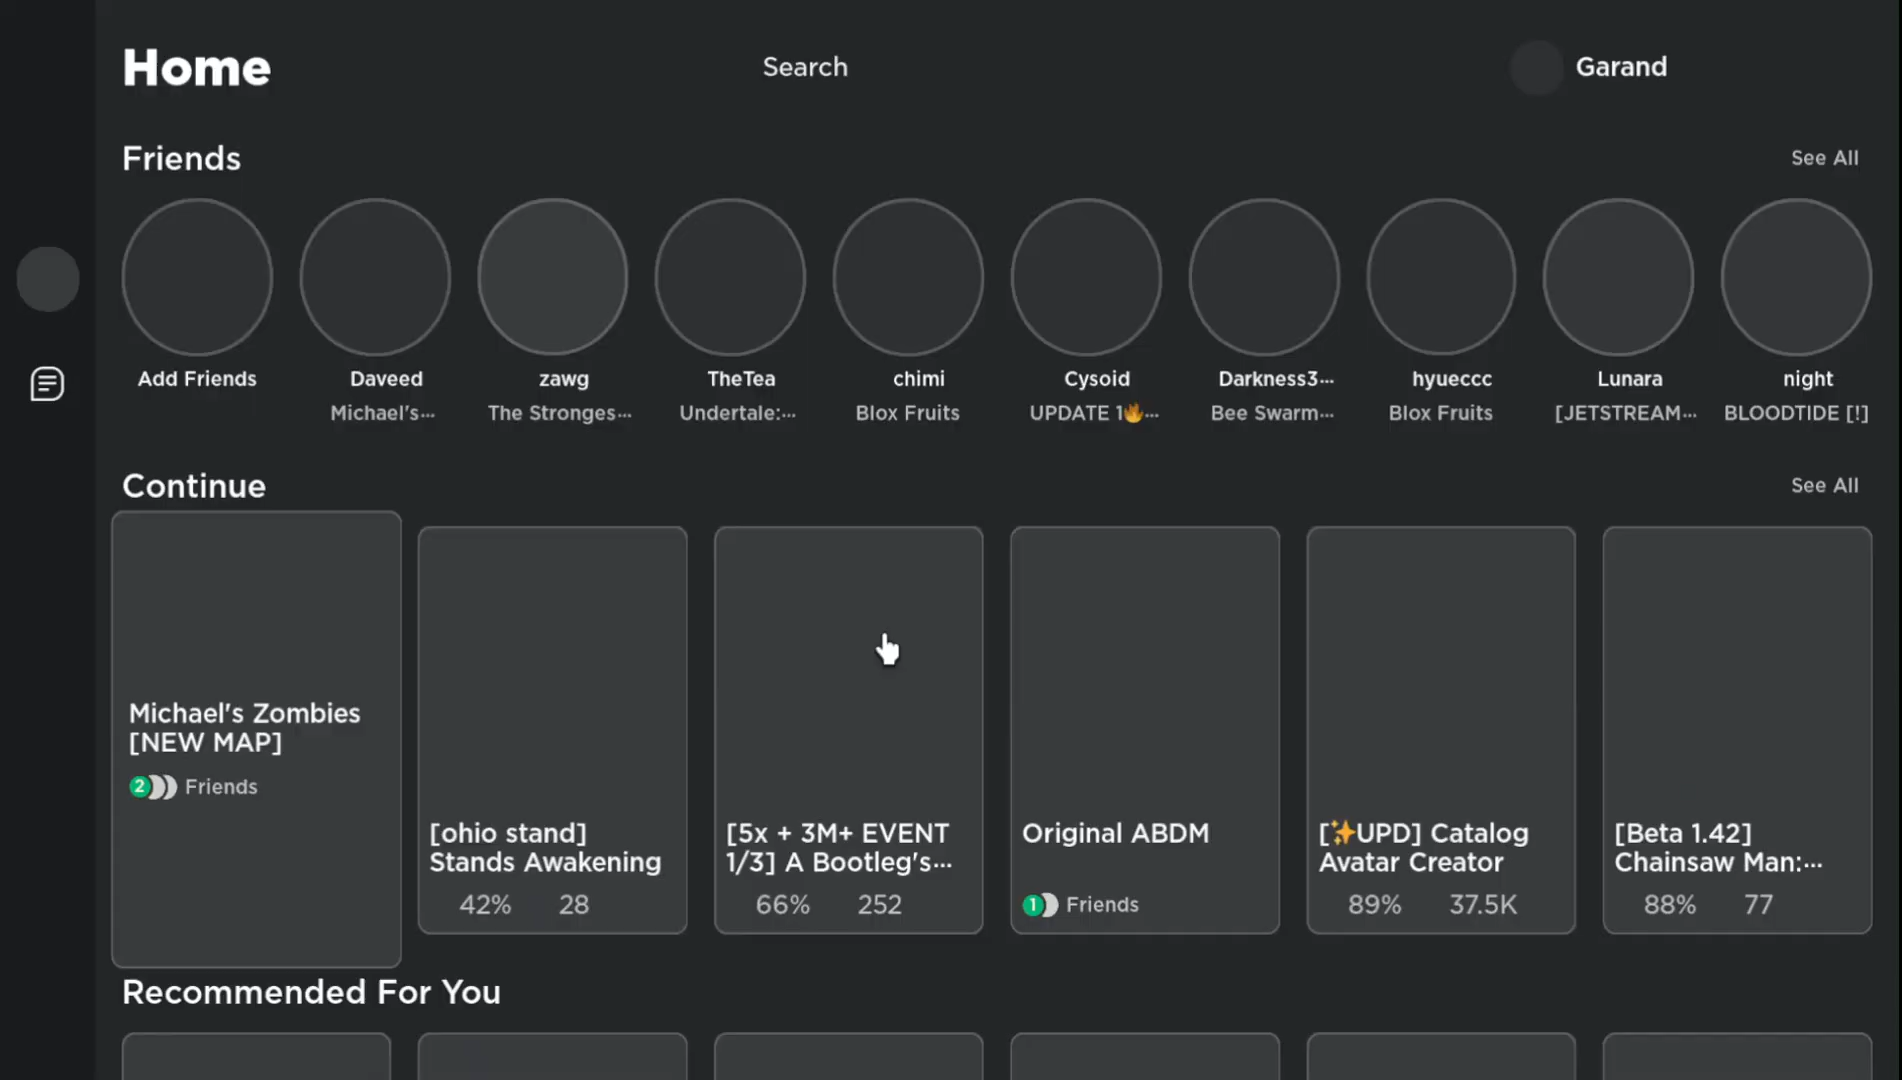 Home
Search
Garand
Friends
See All
Add Friends
Daveed
zawg
TheTea
chimi
Cysoid
Darkness3...
hyueccc
Lunara
night
Michael's...
The Stronges...
Undertale:...
Blox Fruits
UPDATE 1🔥...
Bee Swarm...
Blox Fruits
[JETSTREAM...
BLOODTIDE [!]
Continue
See All
Michael's Zombies
[NEW MAP]
2 Friends
[ohio stand]
Stands Awakening
42% 28
[5x + 3M+ EVENT
1/3] A Bootleg's...
66% 252
Original ABDM
1 Friends
[✨UPD] Catalog
Avatar Creator
89% 37.5K
[Beta 1.42]
Chainsaw Man:...
88% 77
Recommended For You